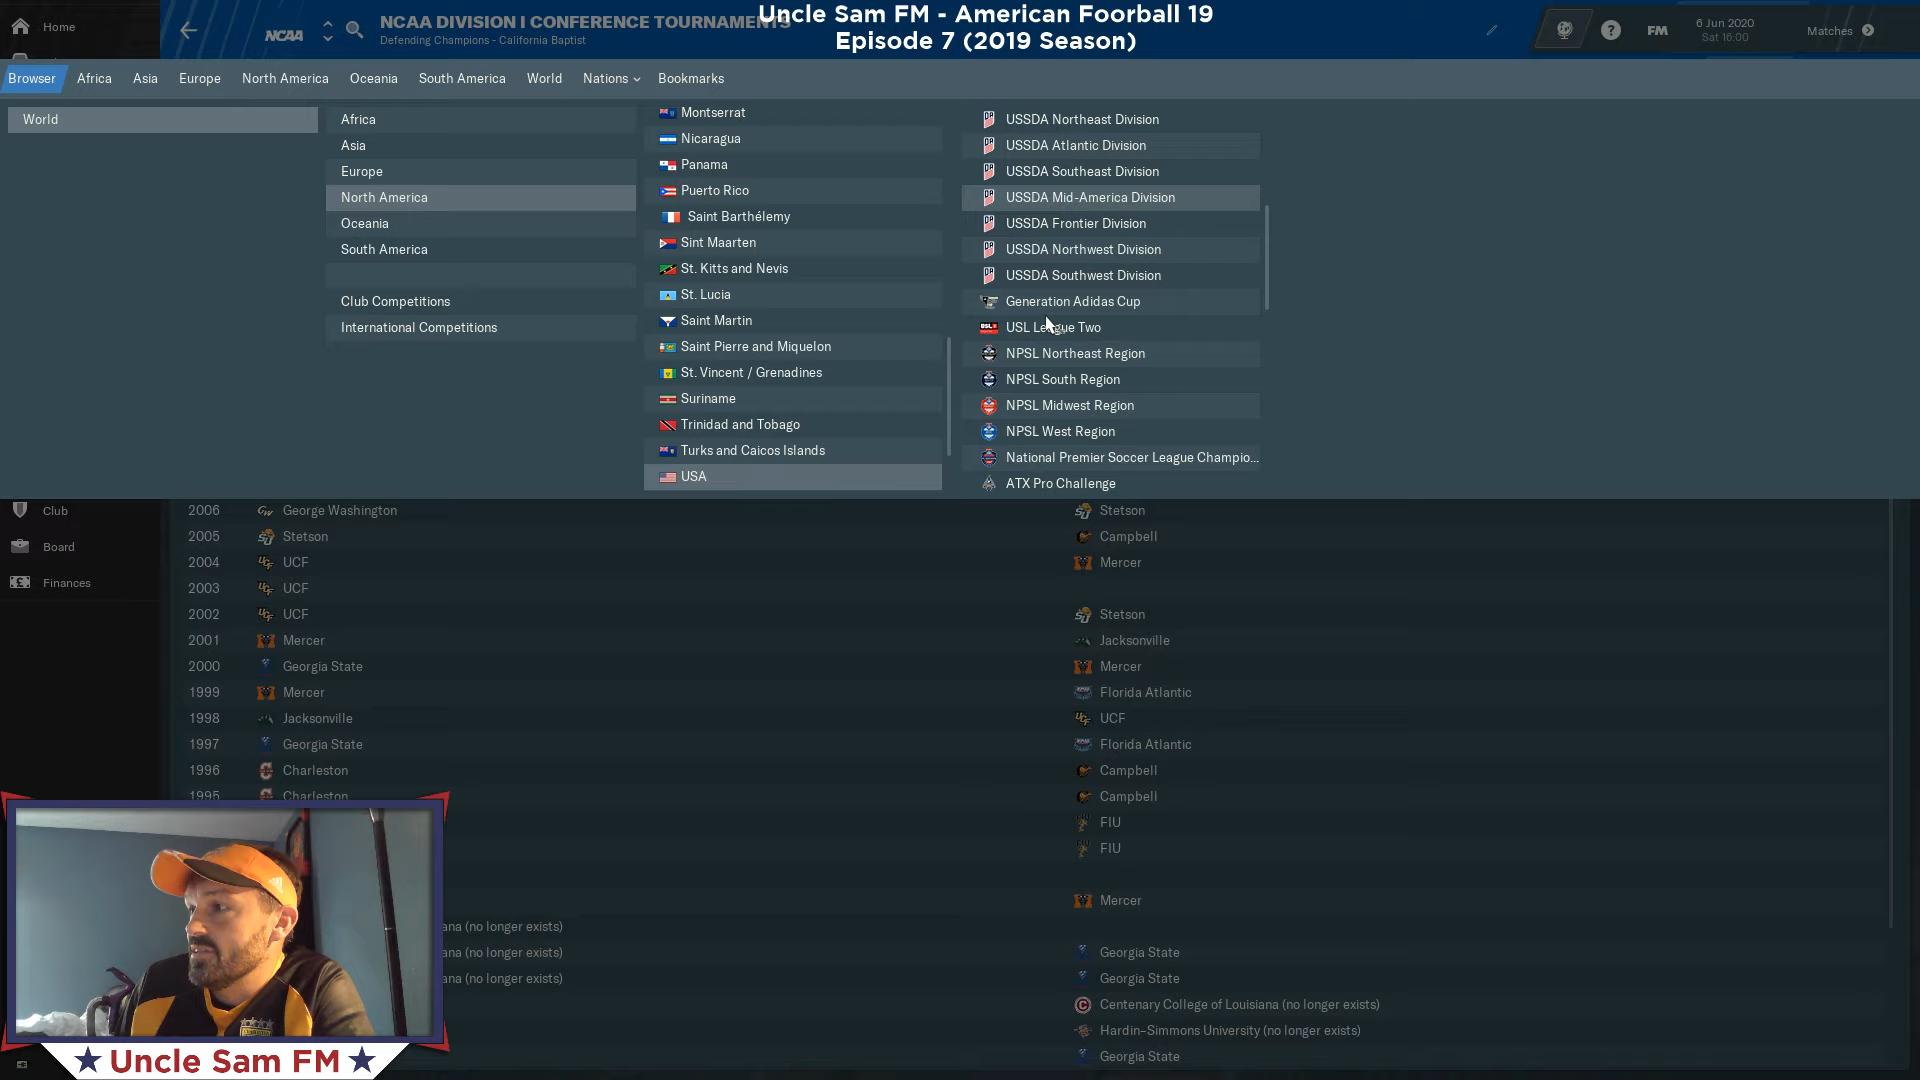 Home
NCAA
NCAA DIVISION I CONFERENCE TOURNAMENTS
Defending Champions - California Baptist
Uncle Sam FM - American Foorball 19
Episode 7 (2019 Season)
FM
6 Jun 2020
Sat 16:00
Matches
Browser
Africa
Asia
Europe
North America
Oceania
South America
World
Nations
Bookmarks
World
Africa
Asia
Europe
North America
Oceania
South America
Club Competitions
International Competitions
Montserrat
Nicaragua
Panama
Puerto Rico
Saint Barthélemy
Sint Maarten
St. Kitts and Nevis
St. Lucia
Saint Martin
Saint Pierre and Miquelon
St. Vincent / Grenadines
Suriname
Trinidad and Tobago
Turks and Caicos Islands
USA
USSDA Northeast Division
USSDA Atlantic Division
USSDA Southeast Division
USSDA Mid-America Division
USSDA Frontier Division
USSDA Northwest Division
USSDA Southwest Division
Generation Adidas Cup
USL League Two
NPSL Northeast Region
NPSL South Region
NPSL Midwest Region
NPSL West Region
National Premier Soccer League Champio...
ATX Pro Challenge
Club
Board
Finances
2006 George Washington Stetson
2005 Stetson Campbell
2004 UCF Mercer
2003 UCF
2002 UCF Stetson
2001 Mercer Jacksonville
2000 Georgia State Mercer
1999 Mercer Florida Atlantic
1998 Jacksonville UCF
1997 Georgia State Florida Atlantic
1996 Charleston Campbell
1995 Charleston Campbell
FIU
FIU
Mercer
ana (no longer exists)
ana (no longer exists) Georgia State
ana (no longer exists) Georgia State
Centenary College of Louisiana (no longer exists)
Hardin–Simmons University (no longer exists)
Georgia State
Uncle Sam FM